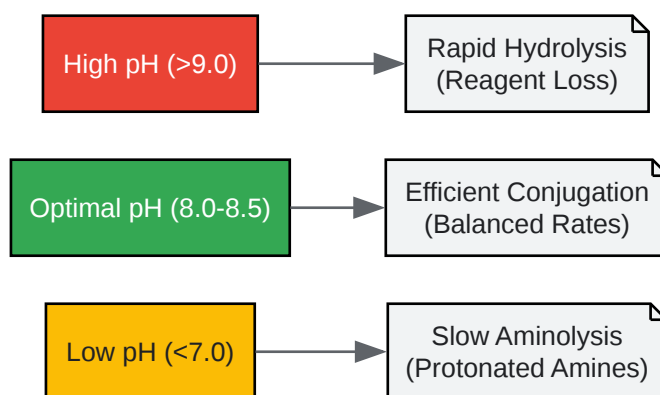 High pH (>9.0)
Rapid Hydrolysis
(Reagent Loss)
Optimal pH (8.0-8.5)
Efficient Conjugation
(Balanced Rates)
Low pH (<7.0)
Slow Aminolysis
(Protonated Amines)